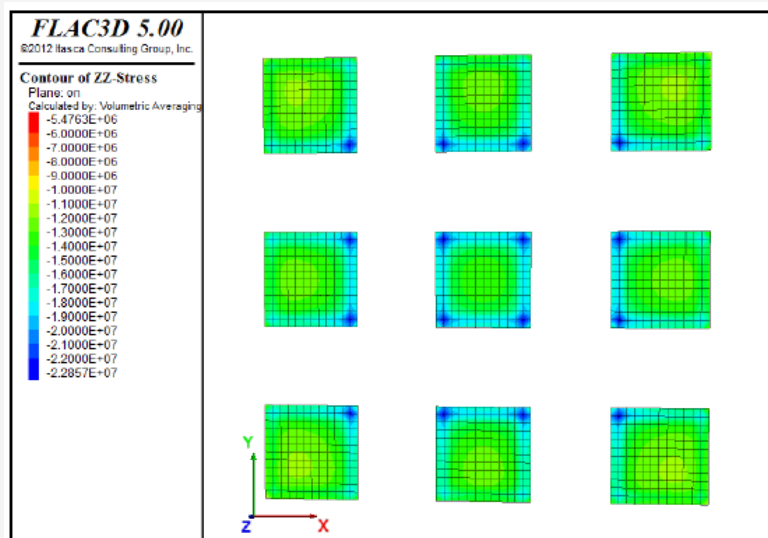 FLAC3D 5.00
©2012 Itasca Consulting Group, Inc.
Contour of ZZ-Stress
Plane: on
Calculated by: Volumetric Averaging
-5.4763E+06
-6.0000E+06
-7.0000E+06
-8.0000E+06
-9.0000E+06
-1.0000E+07
-1.1000E+07
-1.2000E+07
-1.3000E+07
-1.4000E+07
-1.5000E+07
-1.6000E+07
-1.7000E+07
-1.8000E+07
-1.9000E+07
-2.0000E+07
-2.1000E+07
-2.2000E+07
-2.2857E+07
Y
Z X